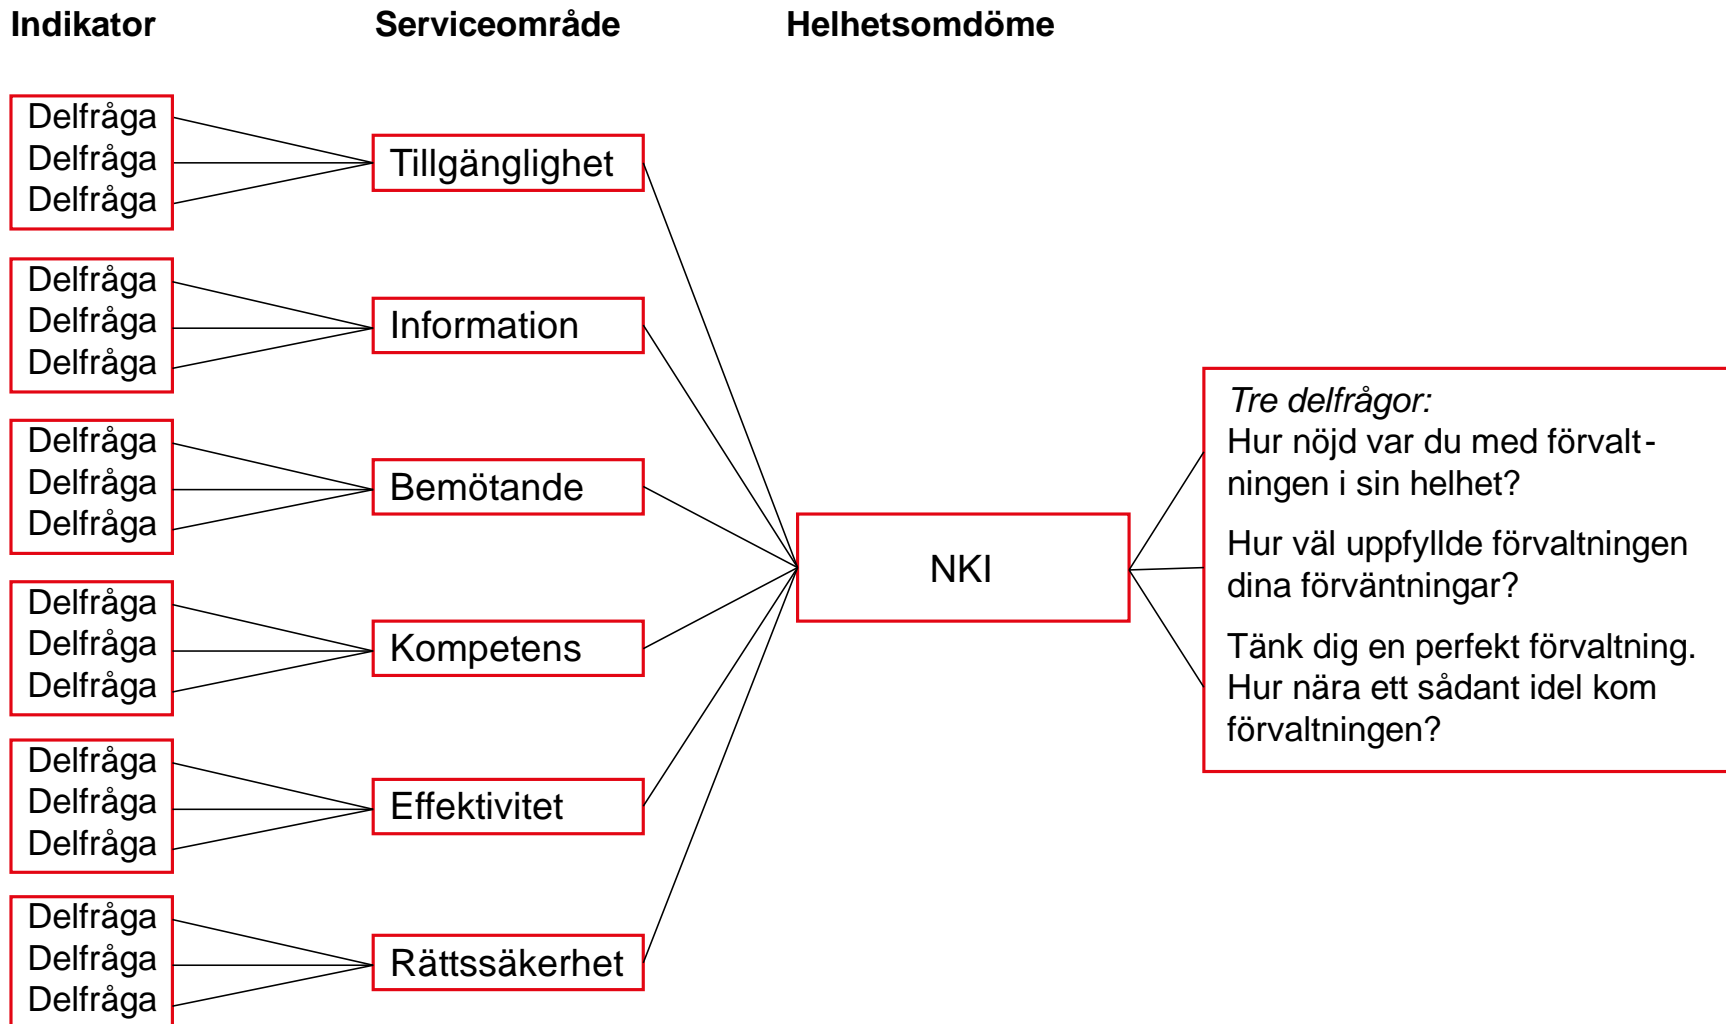 Indikator
Serviceområde
Helhetsomdöme
Delfråga
Delfråga
Delfråga
Tillgänglighet
Delfråga
Delfråga
Delfråga
Information
Delfråga
Delfråga
Delfråga
Bemötande
Delfråga
Delfråga
Delfråga
Kompetens
Delfråga
Delfråga
Delfråga
Effektivitet
Delfråga
Delfråga
Delfråga
Rättssäkerhet
NKI
Tre delfrågor:
Hur nöjd var du med förvalt-
ningen i sin helhet?
Hur väl uppfyllde förvaltningen
dina förväntningar?
Tänk dig en perfekt förvaltning.
Hur nära ett sådant idel kom
förvaltningen?